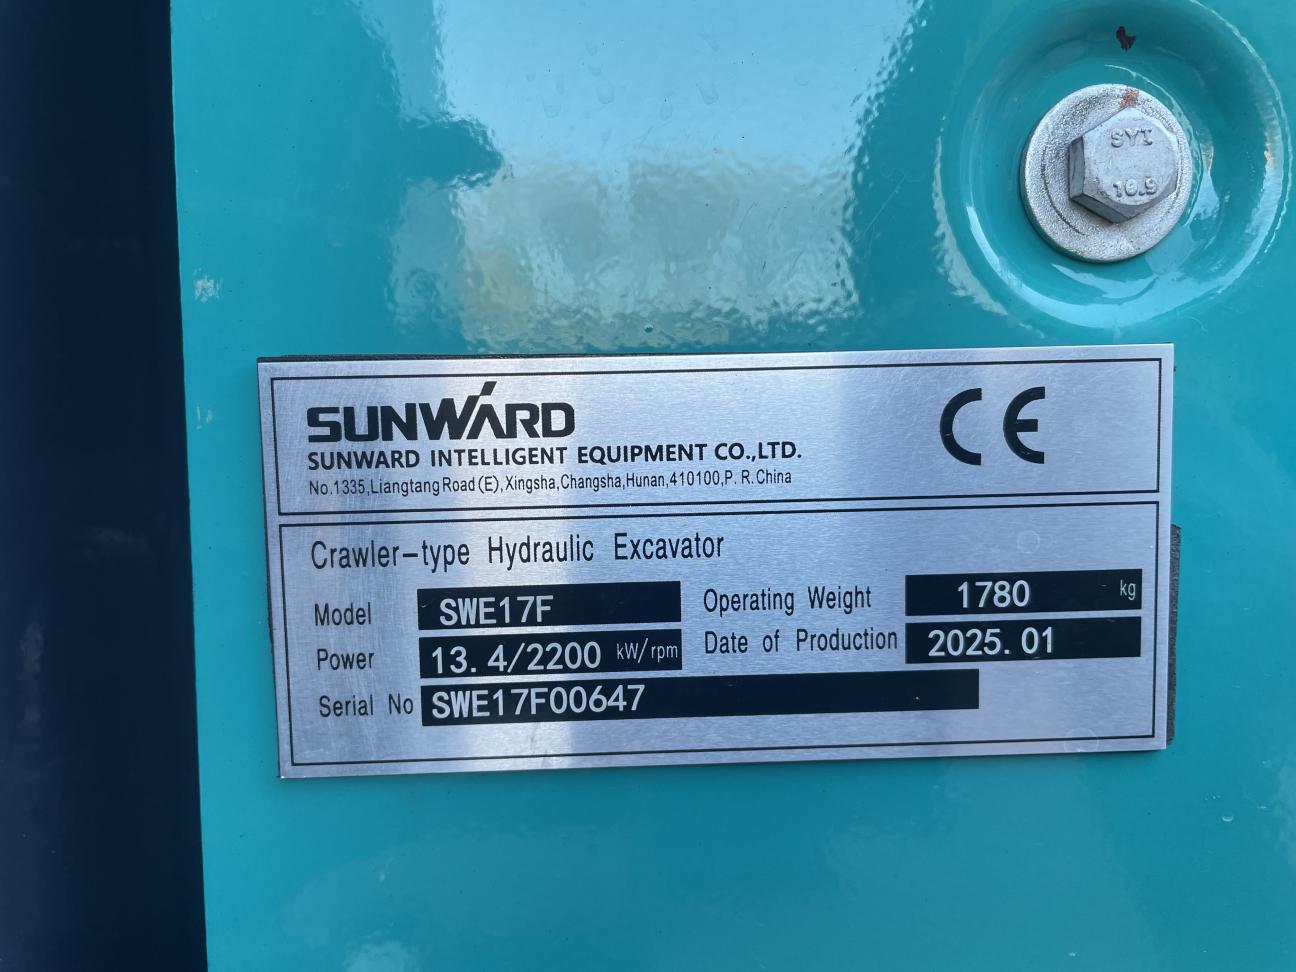 SYI
10.9
SUNWARD
SUNWARD INTELLIGENT EQUIPMENT CO.,LTD.
No.1335,Liangtang Road (E),Xingsha,Changsha,Hunan,410100,P. R. China
CE
Crawler-type Hydraulic Excavator
Model SWE17F Operating Weight 1780 kg
Power 13.4/2200 kW/rpm Date of Production 2025.01
Serial No SWE17F00647